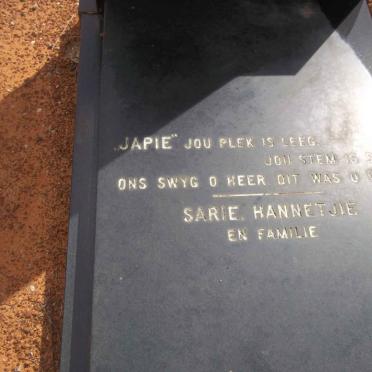 „JAPIE" JOU PLEK IS LEEG.
JOU STEM IS
ONS SWYG O HEER DIT WAS U
SARIE, HANNETJIE
EN FAMILIE